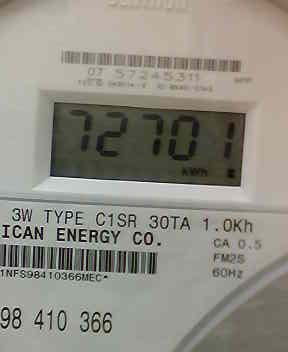 07 57245311
72701
kWh
3W TYPE C1SR 30TA 1.0Kh
ICAN ENERGY CO.
CA 0.5
FM2S
60Hz
1NFS98410366MEC*
98 410 366